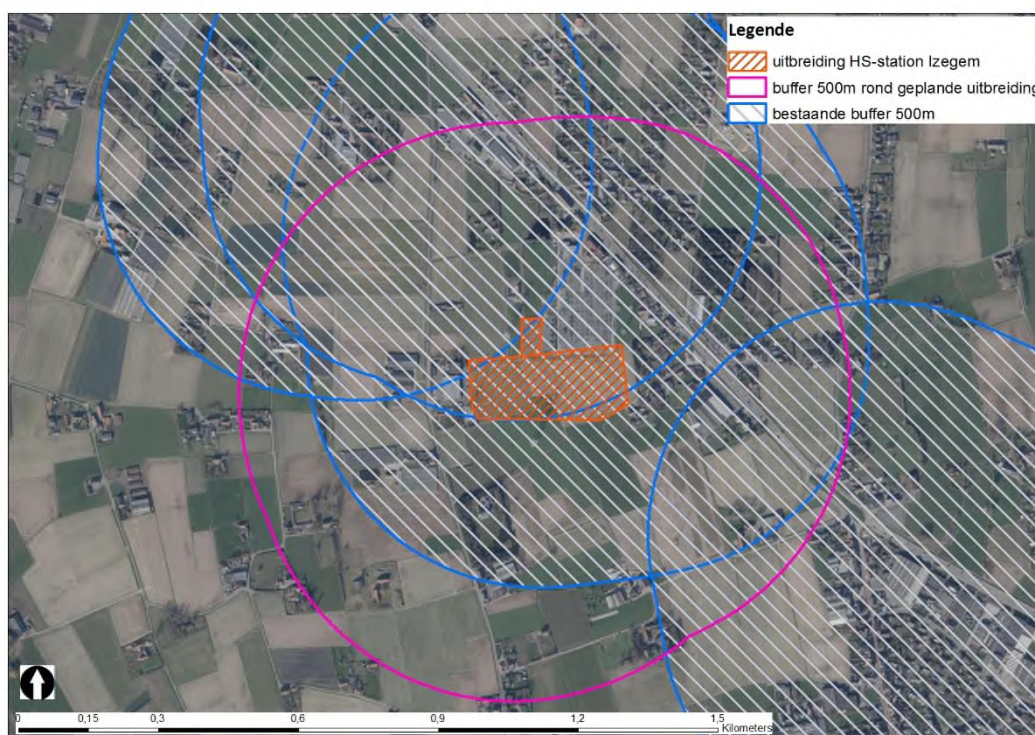 Legende
uitbreiding HS-station Izegem
buffer 500m rond geplande uitbreiding
bestaande buffer 500m
0 0,15 0,3 0,6 0,9 1,2 1,5
Kilometers